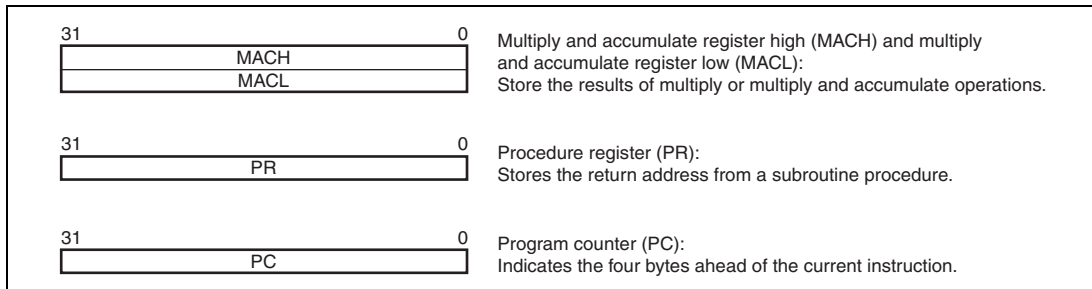 31 0
MACH
MACL
Multiply and accumulate register high (MACH) and multiply
and accumulate register low (MACL):
Store the results of multiply or multiply and accumulate operations.
31 0
PR
Procedure register (PR):
Stores the return address from a subroutine procedure.
31 0
PC
Program counter (PC):
Indicates the four bytes ahead of the current instruction.